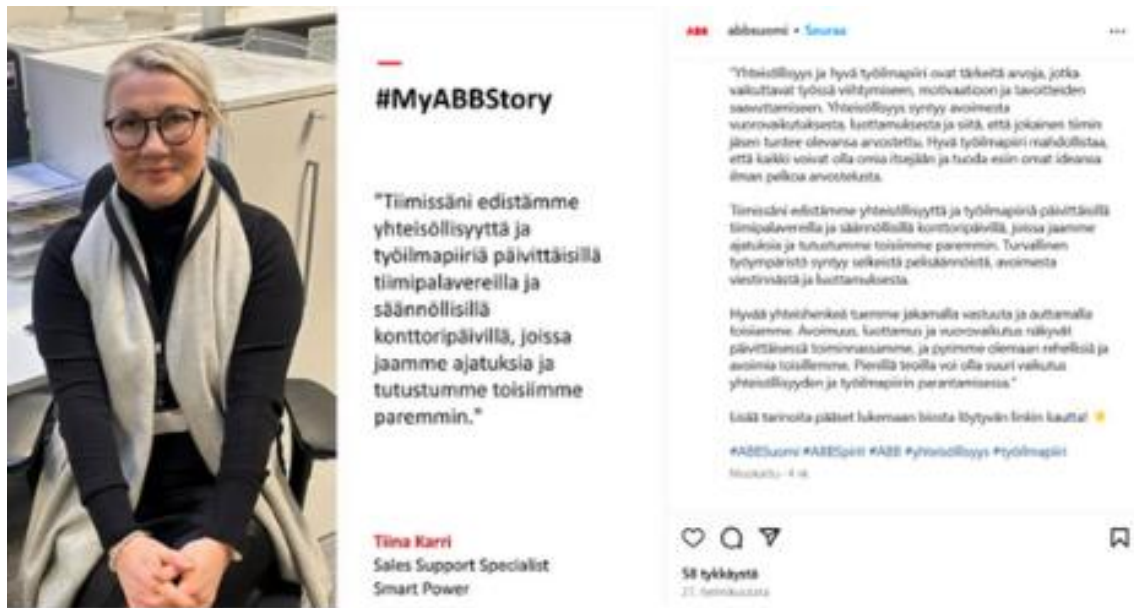 #MyABBStory
"Tiimissäni edistämme
yhteisöllisyyttä ja
työilmapiiriä päivittäisillä
tiimipalavereilla ja
säännöllisillä
konttoripäivillä, joissa
jaamme ajatuksia ja
tutustumme toisiimme
paremmin."
Tiina Karri
Sales Support Specialist
Smart Power
ABB abbsuomi • Seuraa
"Yhteisöllisyys ja hyvä työilmapiiri ovat tärkeitä arvoja, jotka
vaikuttavat työssä viihtymiseen, motivaatioon ja tavoitteiden
saavuttamiseen. Yhteisöllisyys syntyy avoimesta
vuorovaikutuksesta, luottamuksesta ja siitä, että jokainen tiimin
jäsen tuntee olevansa arvostettu. Hyvä työilmapiiri mahdollistaa,
että kaikki voivat olla omia itsejään ja tuoda esiin omat ideansa
ilman pelkoa arvostelusta.
Tiimissäni edistämme yhteisöllisyyttä ja työilmapiiriä päivittäisillä
tiimipalavereilla ja säännöllisillä konttoripäivillä, joissa jaamme
ajatuksia ja tutustumme toisiimme paremmin. Turvallinen
työympäristö syntyy selkeistä pelisäännöistä, avoimesta
viestinnästä ja luottamuksesta.
Hyvää yhteishenkeä tuemme jakamalla vastuuta ja auttamalla
toisiamme. Avoimuus, luottamus ja vuorovaikutus näkyvät
päivittäisessä toiminnassamme, ja pyrimme olemaan rehellisiä ja
avoimia toisillemme. Pienillä teoilla voi olla suuri vaikutus
yhteisöllisyyden ja työilmapiirin parantamisessa."
Lisää tarinoita pääset lukemaan biosta löytyvän linkin kautta!
#ABBSuomi #ABBSpirit #ABB #yhteisöllisyys #työilmapiiri
Muokattu · 4 vk
58 tykkäystä
27. helmikuuta